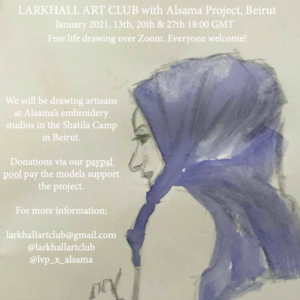 LARKHALL ART CLUB with Alsama Project, Beirut
January 2021, 13th, 20th & 27th 18:00 GMT
Free life drawing over Zoom. Everyone welcome!
We will be drawing artisans
at Alsama's embroidery
studios in the Shatila Camp
in Beirut.
Donations via our paypal
pool pay the models support
the project.
For more information:
larkhallartclub@gmail.com
@larkhallartclub
@lvp_x_alsama